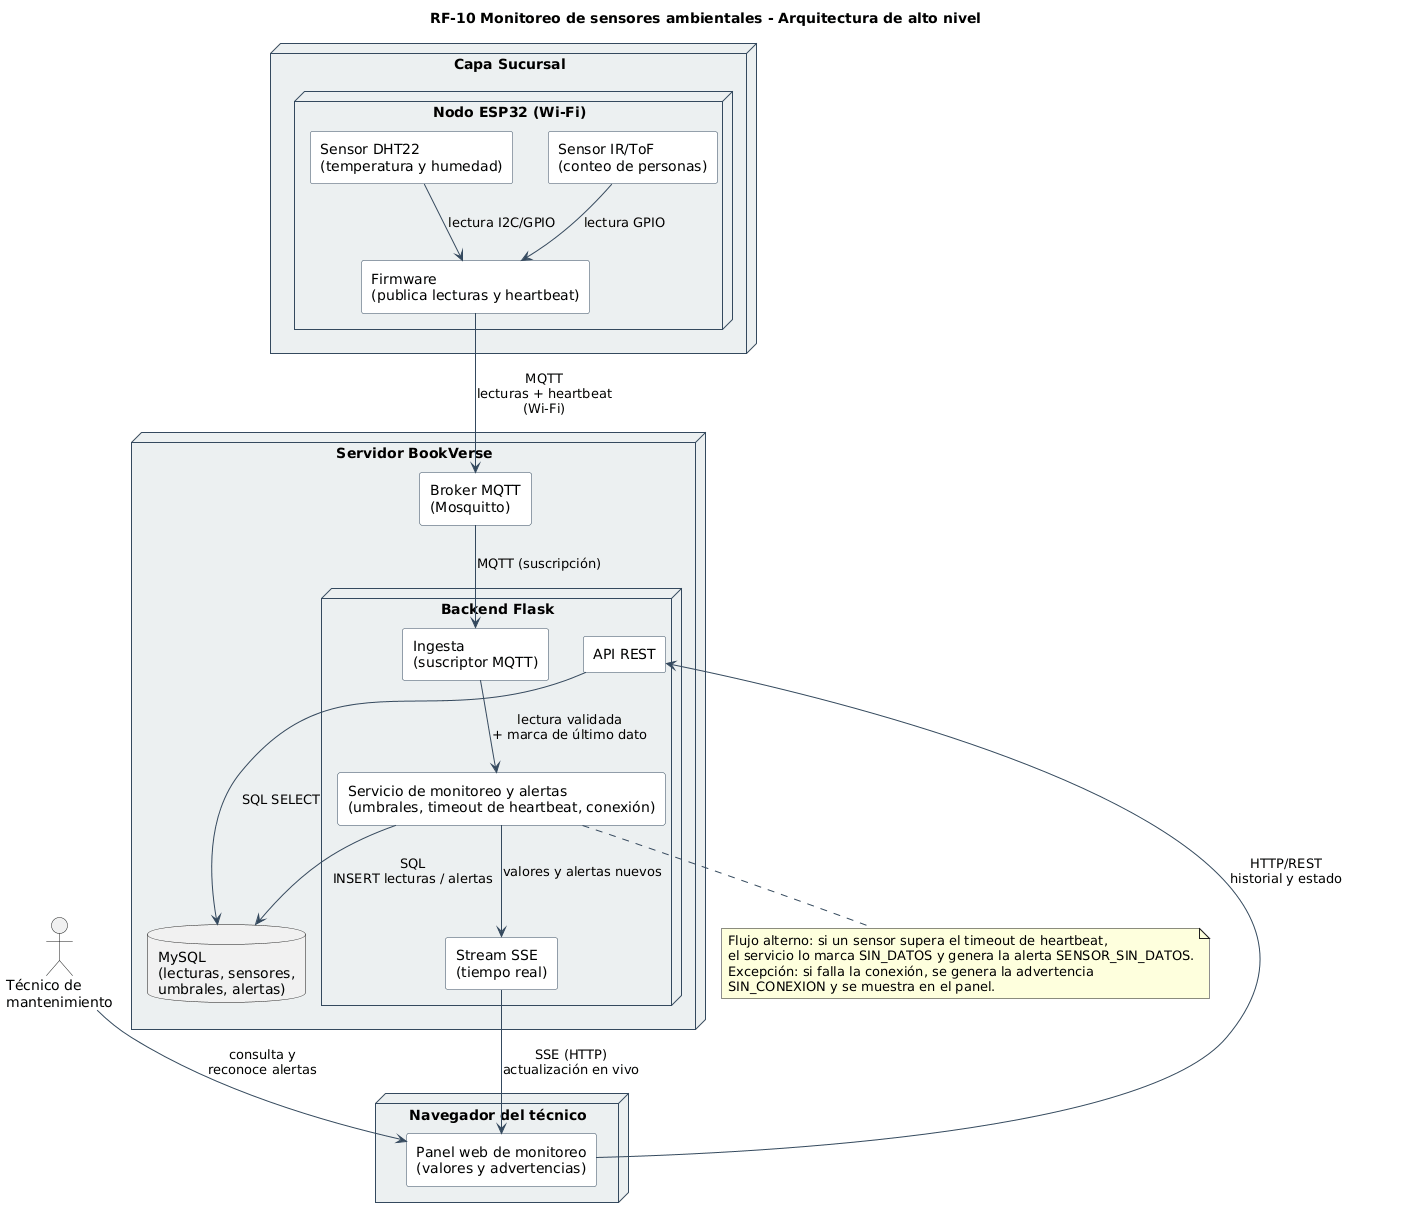 RF-10 Monitoreo de sensores ambientales - Arquitectura de alto nivel
Capa Sucursal
Nodo ESP32 (Wi-Fi)
Sensor DHT22
(temperatura y humedad)
Sensor IR/ToF
(conteo de personas)
lectura I2C/GPIO
lectura GPIO
Firmware
(publica lecturas y heartbeat)
MQTT
lecturas + heartbeat
(Wi-Fi)
Servidor BookVerse
Broker MQTT
(Mosquitto)
MQTT (suscripción)
Backend Flask
Ingesta
(suscriptor MQTT)
API REST
lectura validada
+ marca de último dato
Servicio de monitoreo y alertas
(umbrales, timeout de heartbeat, conexión)
SQL SELECT
SQL
INSERT lecturas / alertas
valores y alertas nuevos
HTTP/REST
historial y estado
MySQL
(lecturas, sensores,
umbrales, alertas)
Stream SSE
(tiempo real)
Flujo alterno: si un sensor supera el timeout de heartbeat,
el servicio lo marca SIN_DATOS y genera la alerta SENSOR_SIN_DATOS.
Excepción: si falla la conexión, se genera la advertencia
SIN_CONEXION y se muestra en el panel.
Técnico de
mantenimiento
consulta y
reconoce alertas
SSE (HTTP)
actualización en vivo
Navegador del técnico
Panel web de monitoreo
(valores y advertencias)